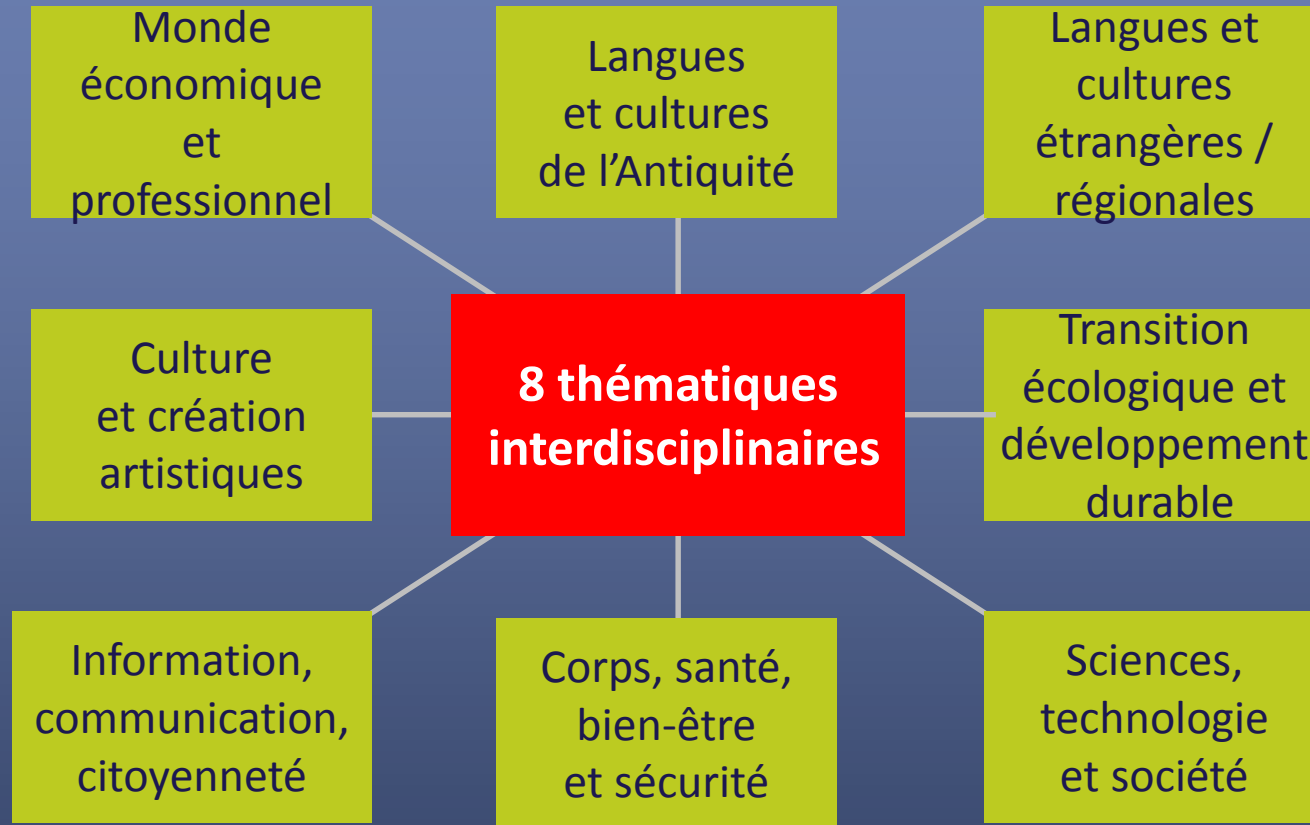 Monde
économique
et
professionnel
Langues
et cultures
de l’Antiquité
Langues et
cultures
étrangères /
régionales
Culture
et création
artistiques
8 thématiques
interdisciplinaires
Transition
écologique et
développement
durable
Information,
communication,
citoyenneté
Corps, santé,
bien-être
et sécurité
Sciences,
technologie
et société